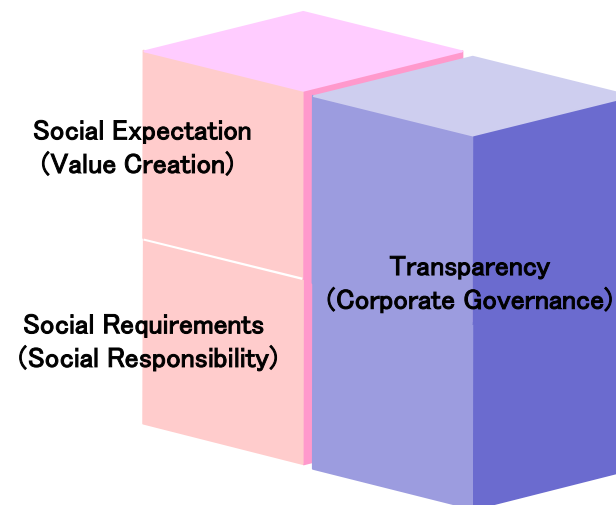 Social Expectation
(Value Creation)
Transparency
(Corporate Governance)
Social Requirements
(Social Responsibility)